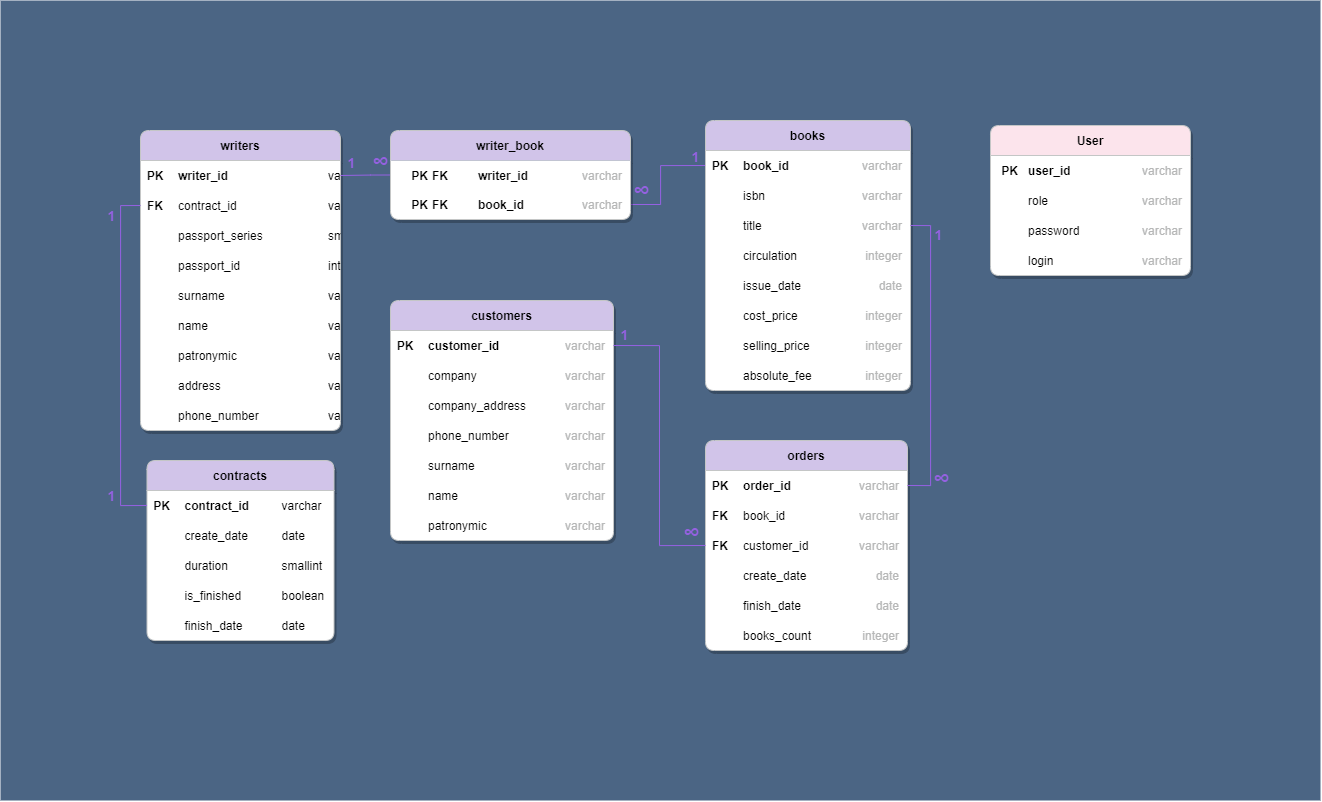 writers
PK writer_id va
FK contract_id va
passport_series sm
passport_id int
surname va
name va
patronymic va
address va
phone_number va
1
1
1
∞
writer_book
PK FK writer_id varchar
PK FK book_id varchar
∞
1
books
PK book_id varchar
isbn varchar
title varchar
circulation integer
issue_date date
cost_price integer
selling_price integer
absolute_fee integer
1
∞
User
PK user_id varchar
role varchar
password varchar
login varchar
customers
PK customer_id varchar
company varchar
company_address varchar
phone_number varchar
surname varchar
name varchar
patronymic varchar
1
∞
contracts
PK contract_id varchar
create_date date
duration smallint
is_finished boolean
finish_date date
orders
PK order_id varchar
FK book_id varchar
FK customer_id varchar
create_date date
finish_date date
books_count integer